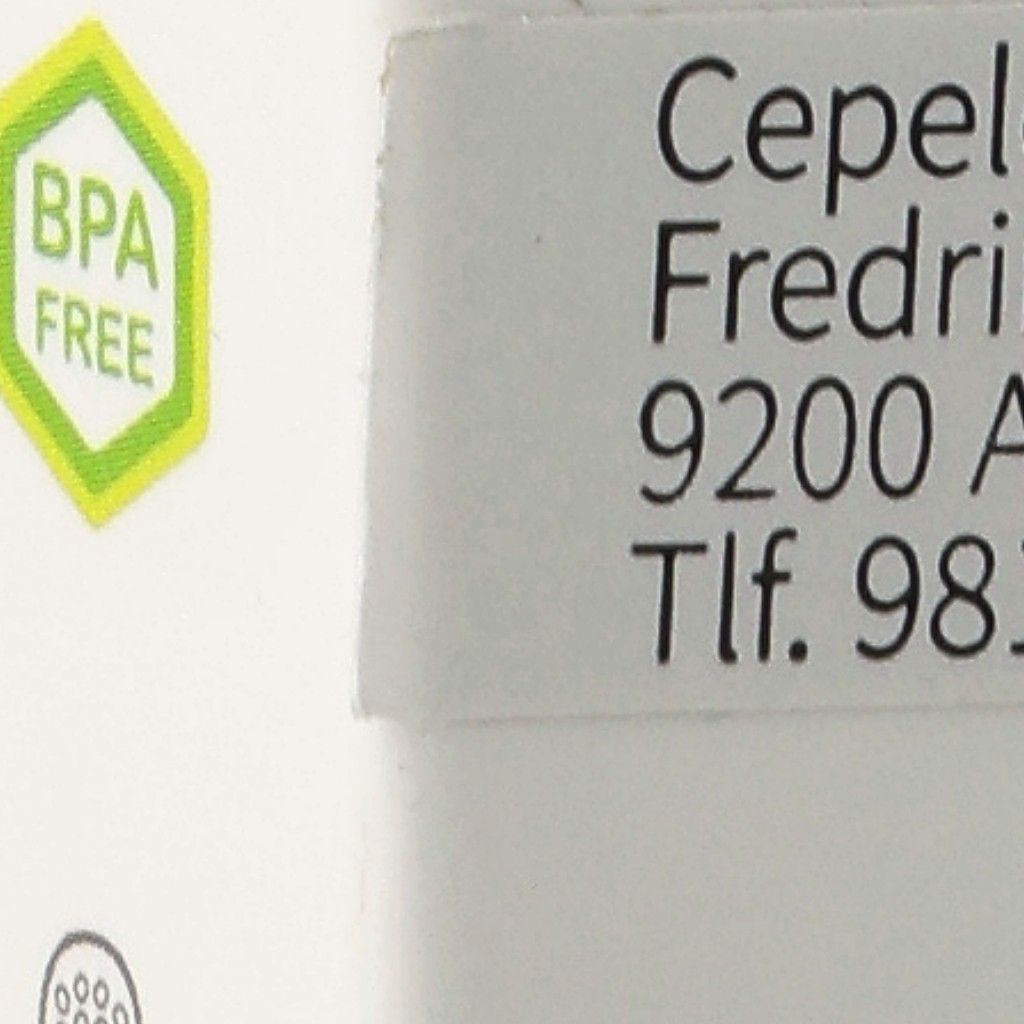 BPA
FREE
Cepel
Fredri
9200 A
Tlf. 98